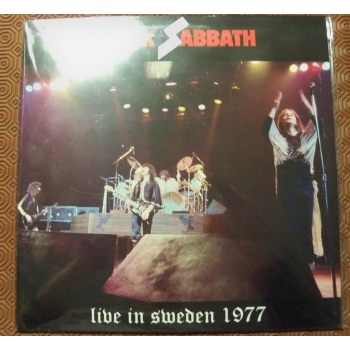 K SABBATH
live in sweden 1977